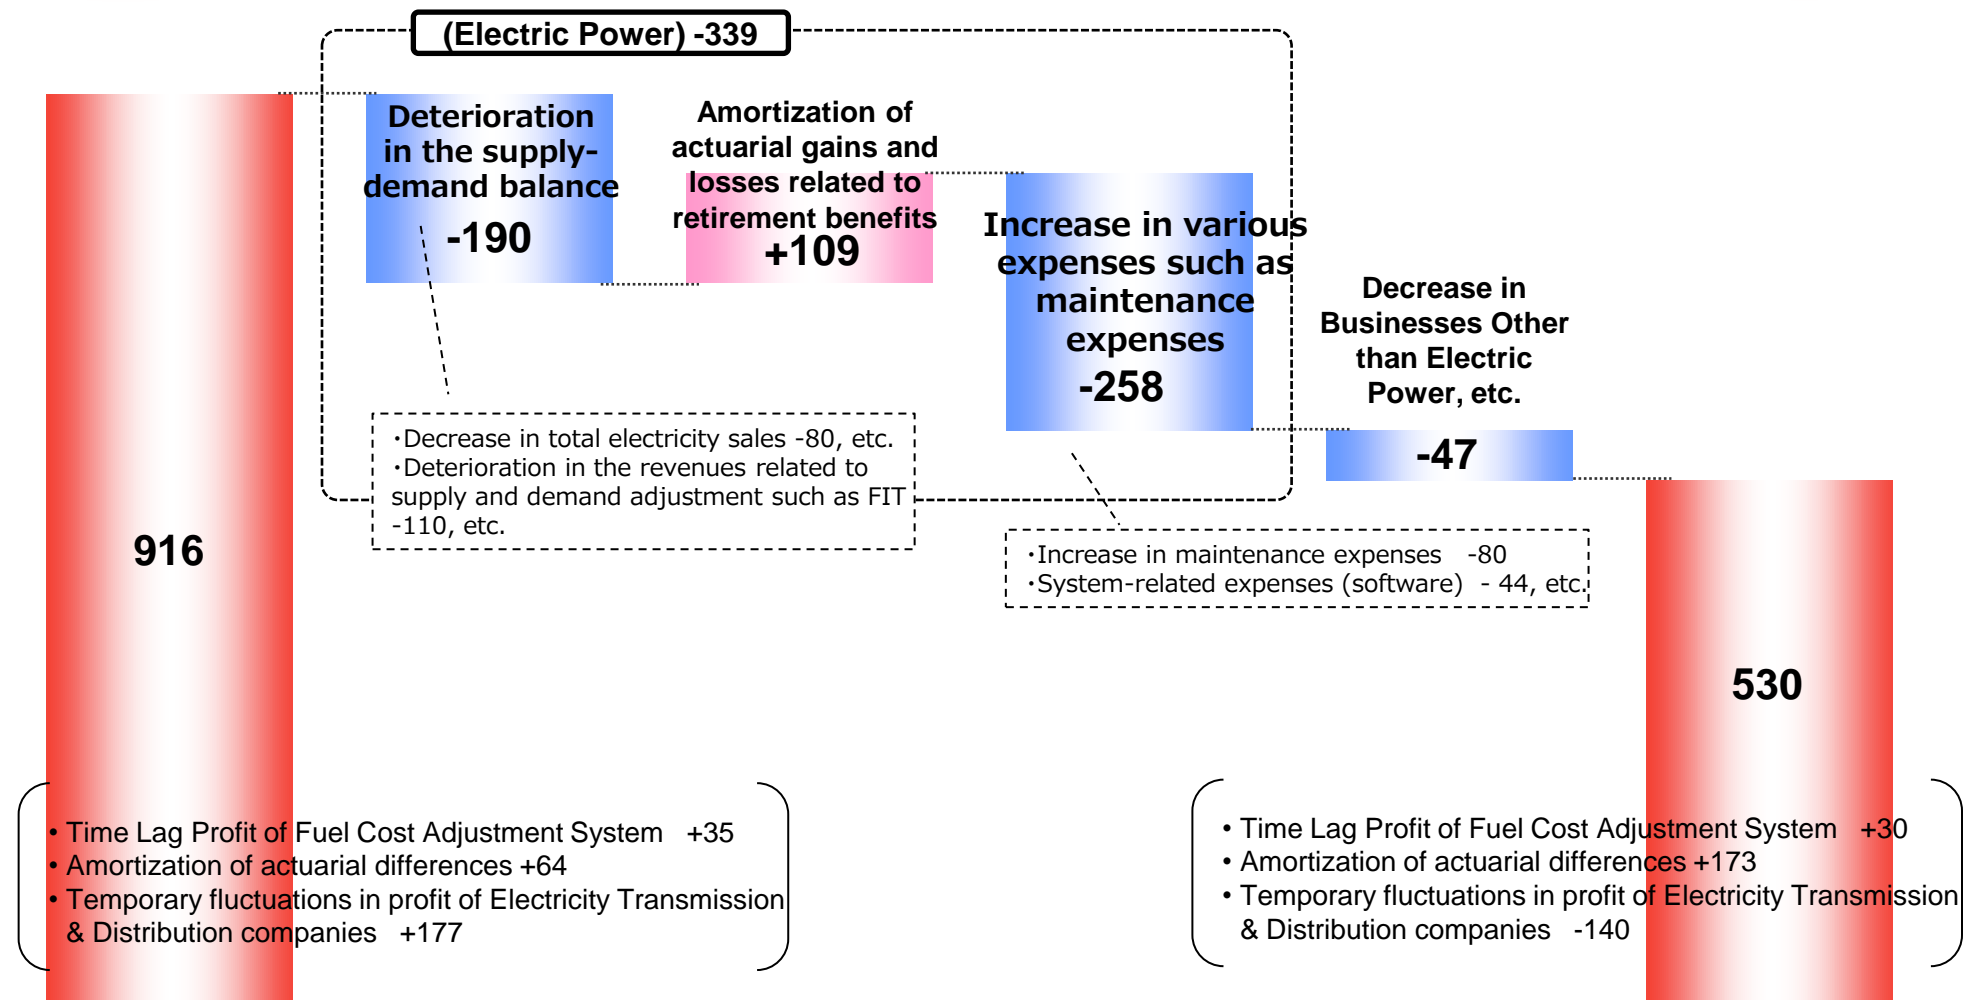 (Electric Power) -339
916
Deterioration
in the supply-
demand balance
-190
Amortization of
actuarial gains and
losses related to
retirement benefits
+109
Increase in various
expenses such as
maintenance
expenses
-258
Decrease in
Businesses Other
than Electric
Power, etc.
-47
530
・Decrease in total electricity sales -80, etc.
・Deterioration in the revenues related to
supply and demand adjustment such as FIT
-110, etc.
・Increase in maintenance expenses -80
・System-related expenses (software) - 44, etc.
• Time Lag Profit of Fuel Cost Adjustment System +35
• Amortization of actuarial differences +64
• Temporary fluctuations in profit of Electricity Transmission
& Distribution companies +177
• Time Lag Profit of Fuel Cost Adjustment System +30
• Amortization of actuarial differences +173
• Temporary fluctuations in profit of Electricity Transmission
& Distribution companies -140